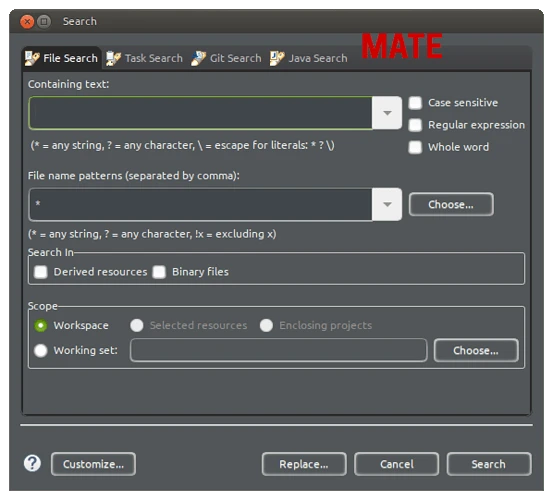 Search
MATE
File Search Task Search Git Search Java Search
Containing text:
Case sensitive
Regular expression
(* = any string, ? = any character, \ = escape for literals: * ? \)
Whole word
File name patterns (separated by comma):
*
Choose...
(* = any string, ? = any character, !x = excluding x)
Search In
Derived resources Binary files
Scope
Workspace Selected resources Enclosing projects
Working set: Choose...
? Customize... Replace... Cancel Search